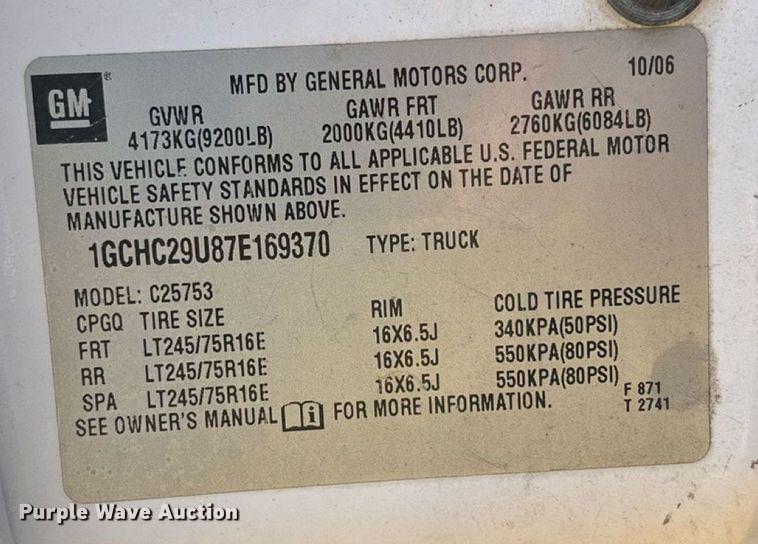 GM ® MFD BY GENERAL MOTORS CORP. 10/06
GVWR GAWR FRT GAWR RR
4173KG(9200LB) 2000KG(4410LB) 2760KG(6084LB)
THIS VEHICLE CONFORMS TO ALL APPLICABLE U.S. FEDERAL MOTOR
VEHICLE SAFETY STANDARDS IN EFFECT ON THE DATE OF
MANUFACTURE SHOWN ABOVE.
1GCHC29U87E169370 TYPE: TRUCK
MODEL: C25753
CPGQ TIRE SIZE RIM COLD TIRE PRESSURE
FRT LT245/75R16E 16X6.5J 340KPA(50PSI)
RR LT245/75R16E 16X6.5J 550KPA(80PSI)
SPA LT245/75R16E 16X6.5J 550KPA(80PSI)
SEE OWNER'S MANUAL i FOR MORE INFORMATION.
F 871
T 2741
Purple Wave Auction